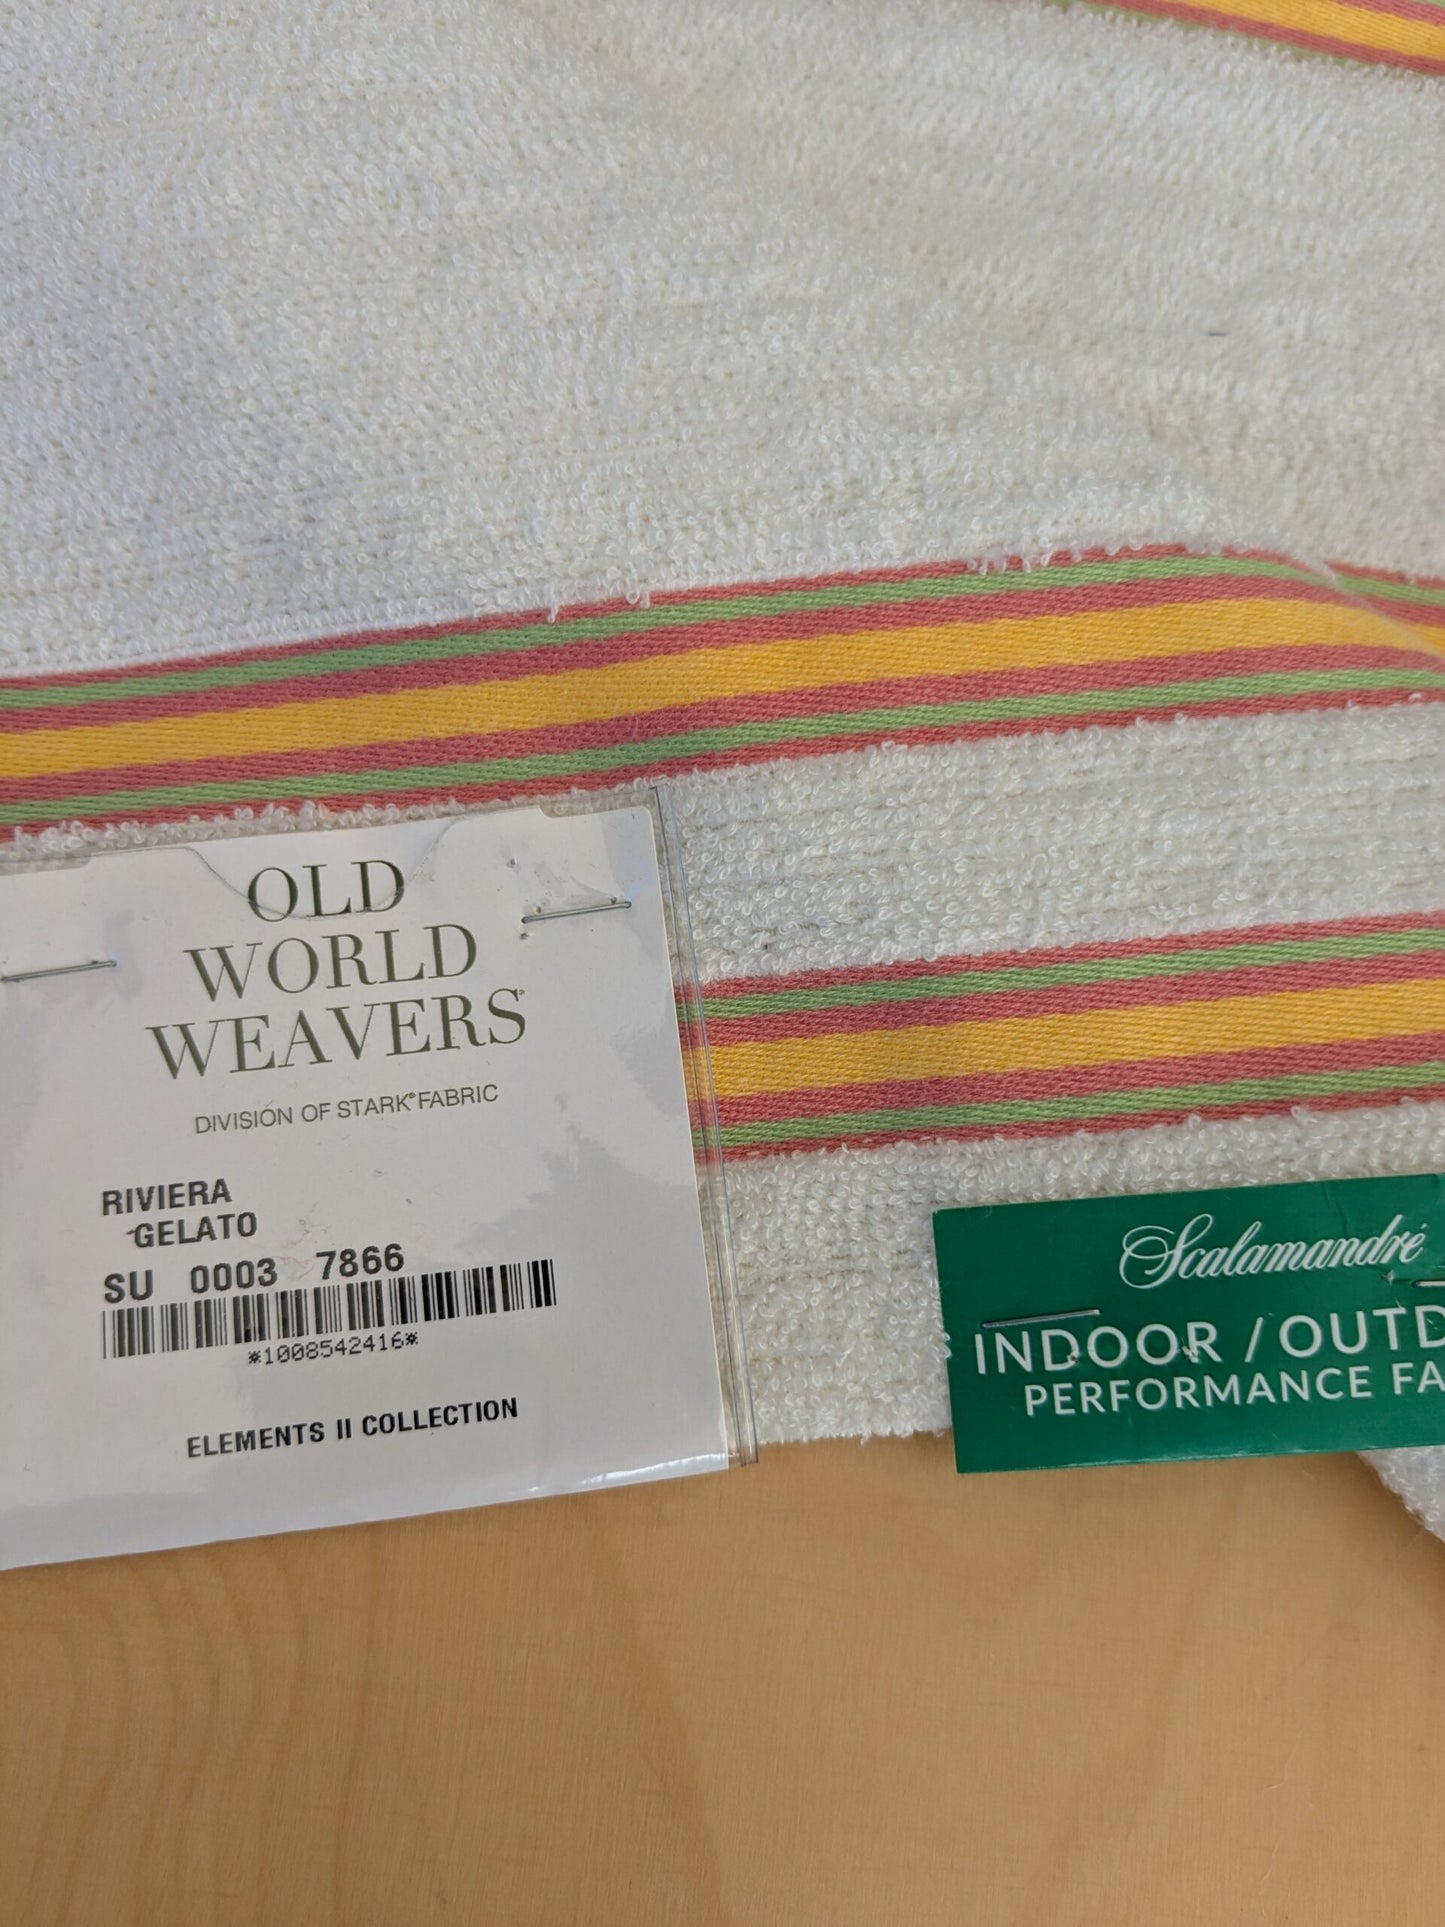 OLD
WORLD
WEAVERS®
DIVISION OF STARK® FABRIC
RIVIERA
GELATO
SU 0003 7866
*1008542416*
ELEMENTS II COLLECTION
Scalamandré
INDOOR / OUTD
PERFORMANCE FA